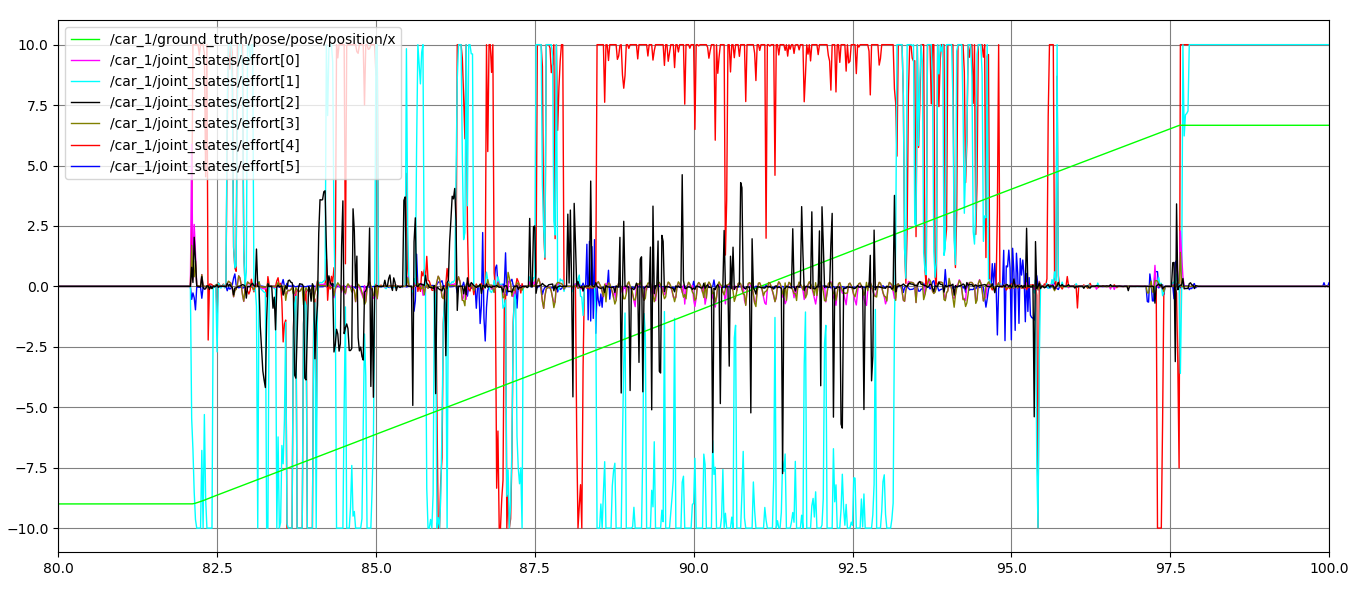 10.0
7.5
5.0
2.5
0.0
−2.5
−5.0
−7.5
−10.0
/car_1/ground_truth/pose/pose/position/x
/car_1/joint_states/effort[0]
/car_1/joint_states/effort[1]
/car_1/joint_states/effort[2]
/car_1/joint_states/effort[3]
/car_1/joint_states/effort[4]
/car_1/joint_states/effort[5]
80.0 82.5 85.0 87.5 90.0 92.5 95.0 97.5 100.0